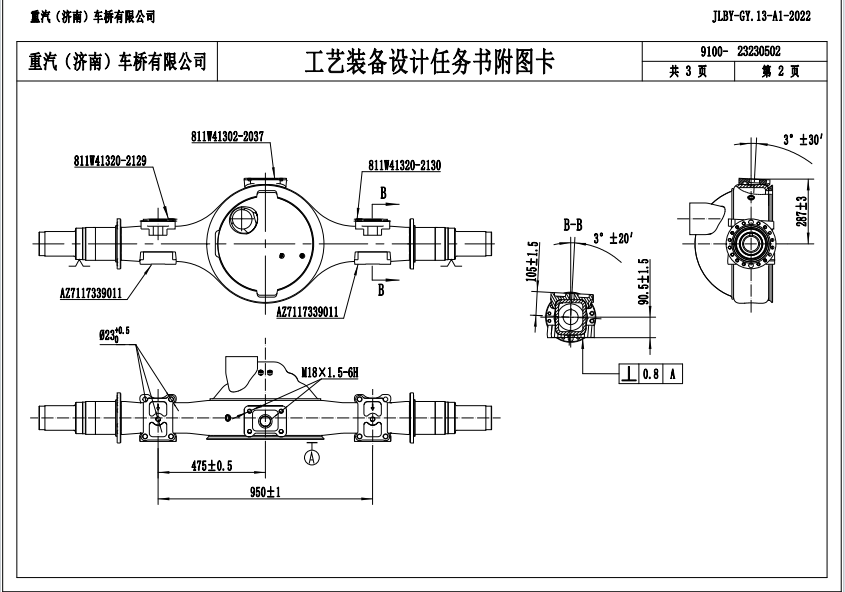 重汽（济南）车桥有限公司
JLBY-GY.13-A1-2022
重汽（济南）车桥有限公司
工艺装备设计任务书附图卡
9100- 23230502
共 3 页
第 2 页
811W41302-2037
811W41320-2129
811W41320-2130
B
B
AZ7117339011
AZ7117339011
3° ±30′
287±3
B-B
3° ±20′
105±1.5
90.5±1.5
⊥ 0.8 A
Ø23+0.5 0
M18×1.5-6H
A
475±0.5
950±1